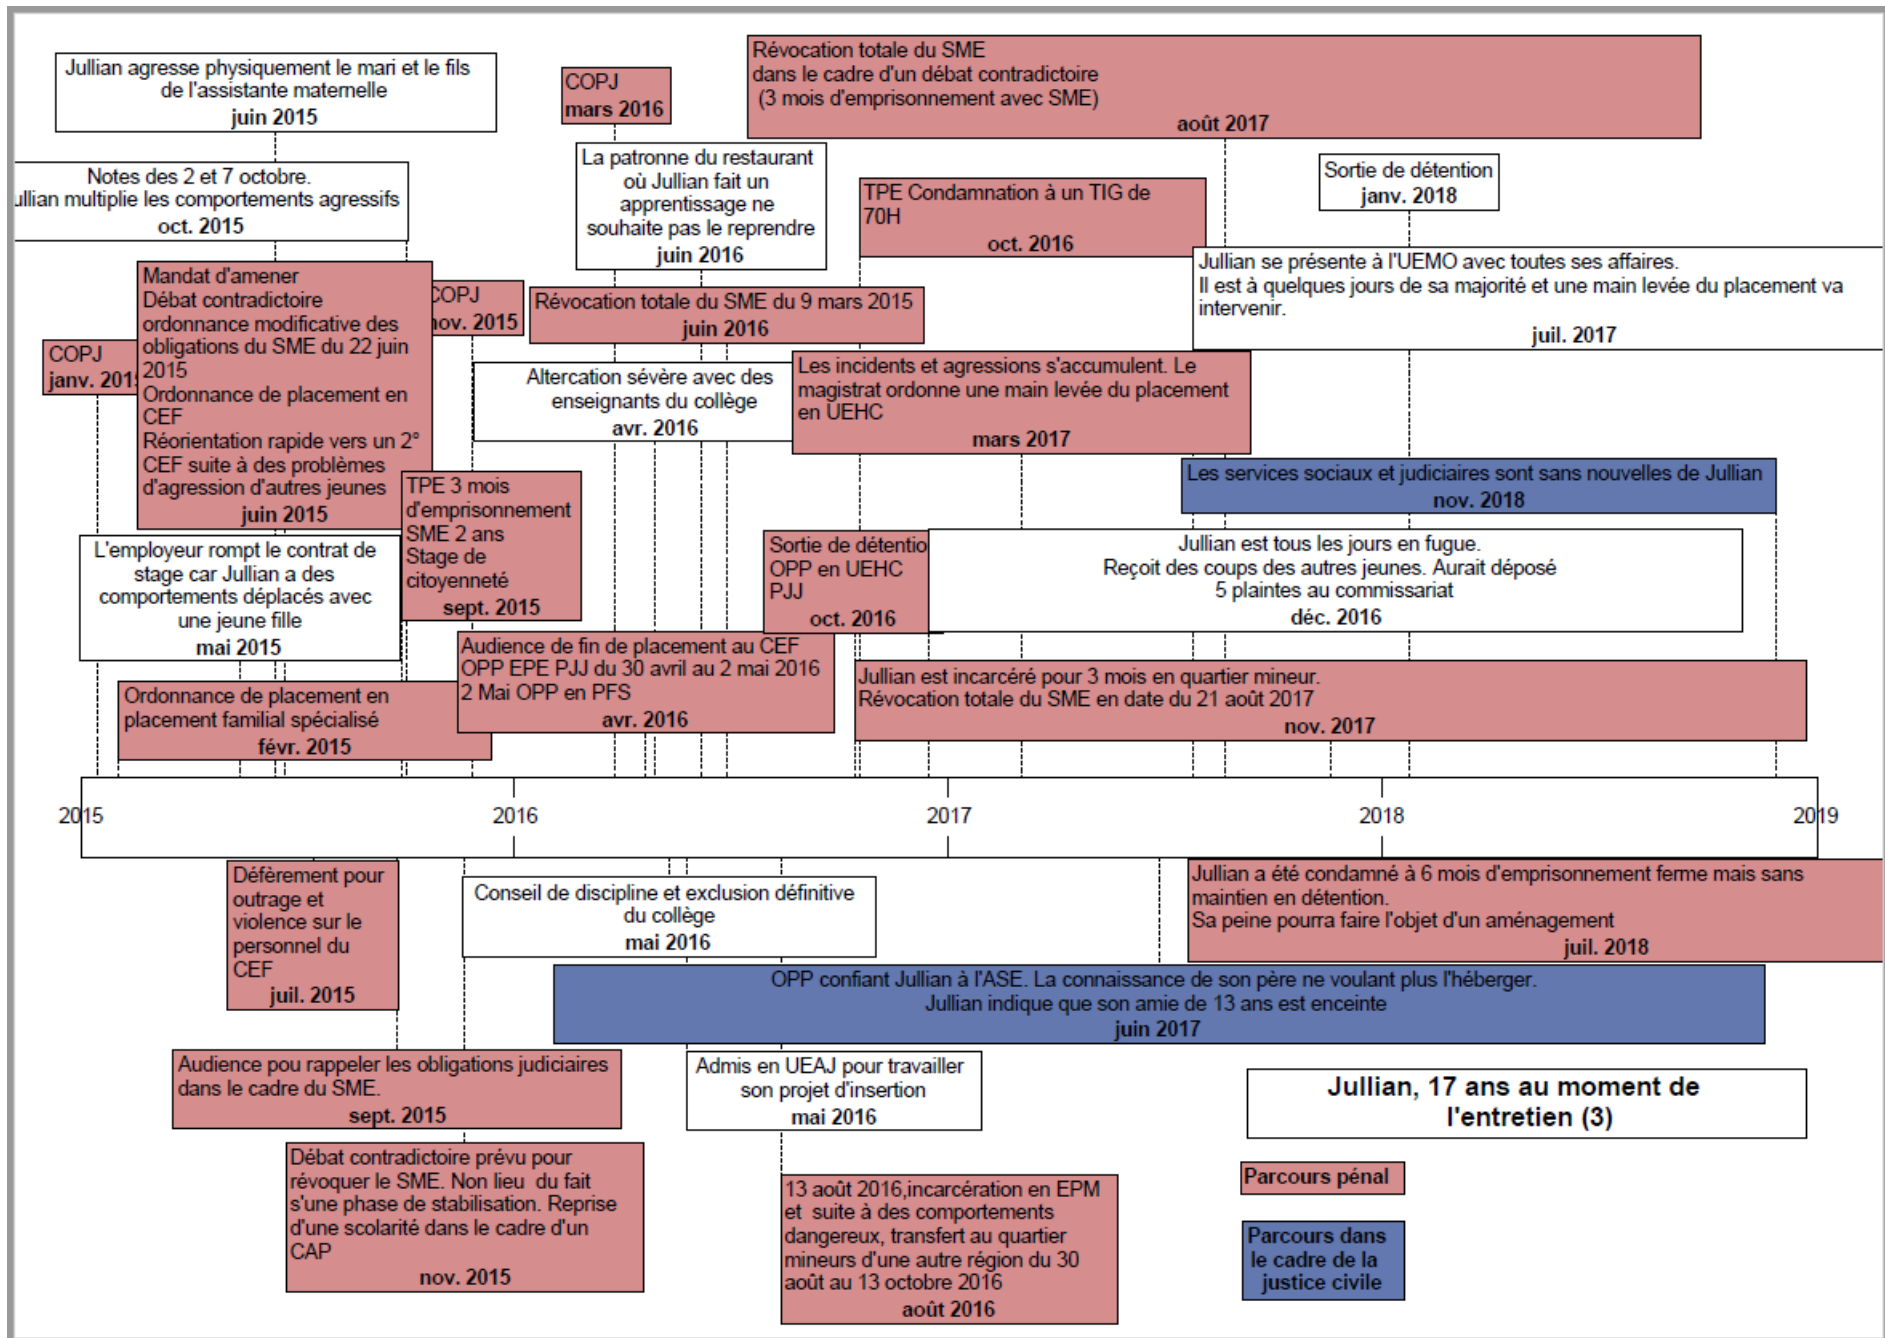 Jullian agresse physiquement le mari et le fils
de l'assistante maternelle
juin 2015
Notes des 2 et 7 octobre.
ullian multiplie les comportements agressifs
oct. 2015
COPJ
janv. 201
Mandat d'amener
Débat contradictoire
ordonnance modificative des
obligations du SME du 22 juin
2015
Ordonnance de placement en
CEF
Réorientation rapide vers un 2°
CEF suite à des problèmes
d'agression d'autres jeunes
juin 2015
COPJ
nov. 2015
L'employeur rompt le contrat de
stage car Jullian a des
comportements déplacés avec
une jeune fille
mai 2015
TPE 3 mois
d'emprisonnement
SME 2 ans
Stage de
citoyenneté
sept. 2015
Ordonnance de placement en
placement familial spécialisé
févr. 2015
COPJ
mars 2016
La patronne du restaurant
où Jullian fait un
apprentissage ne
souhaite pas le reprendre
juin 2016
Révocation totale du SME du 9 mars 2015
juin 2016
Altercation sévère avec des
enseignants du collège
avr. 2016
Audience de fin de placement au CEF
OPP EPE PJJ du 30 avril au 2 mai 2016
2 Mai OPP en PFS
avr. 2016
Révocation totale du SME
dans le cadre d'un débat contradictoire
(3 mois d'emprisonnement avec SME)
août 2017
TPE Condamnation à un TIG de
70H
oct. 2016
Sortie de détention
janv. 2018
Jullian se présente à l'UEMO avec toutes ses affaires.
Il est à quelques jours de sa majorité et une main levée du placement va
intervenir.
juil. 2017
Les incidents et agressions s'accumulent. Le
magistrat ordonne une main levée du placement
en UEHC
mars 2017
Les services sociaux et judiciaires sont sans nouvelles de Jullian
nov. 2018
Sortie de détentio
OPP en UEHC
PJJ
oct. 2016
Jullian est tous les jours en fugue.
Reçoit des coups des autres jeunes. Aurait déposé
5 plaintes au commissariat
déc. 2016
Jullian est incarcéré pour 3 mois en quartier mineur.
Révocation totale du SME en date du 21 août 2017
nov. 2017
2015 2016 2017 2018 2019
Défèrement pour
outrage et
violence sur le
personnel du
CEF
juil. 2015
Conseil de discipline et exclusion définitive
du collège
mai 2016
Jullian a été condamné à 6 mois d'emprisonnement ferme mais sans
maintien en détention.
Sa peine pourra faire l'objet d'un aménagement
juil. 2018
OPP confiant Jullian à l'ASE. La connaissance de son père ne voulant plus l'héberger.
Jullian indique que son amie de 13 ans est enceinte
juin 2017
Audience pou rappeler les obligations judiciaires
dans le cadre du SME.
sept. 2015
Admis en UEAJ pour travailler
son projet d'insertion
mai 2016
Débat contradictoire prévu pour
révoquer le SME. Non lieu du fait
s'une phase de stabilisation. Reprise
d'une scolarité dans le cadre d'un
CAP
nov. 2015
13 août 2016,incarcération en EPM
et suite à des comportements
dangereux, transfert au quartier
mineurs d'une autre région du 30
août au 13 octobre 2016
août 2016
Jullian, 17 ans au moment de
l'entretien (3)
Parcours pénal
Parcours dans
le cadre de la
justice civile